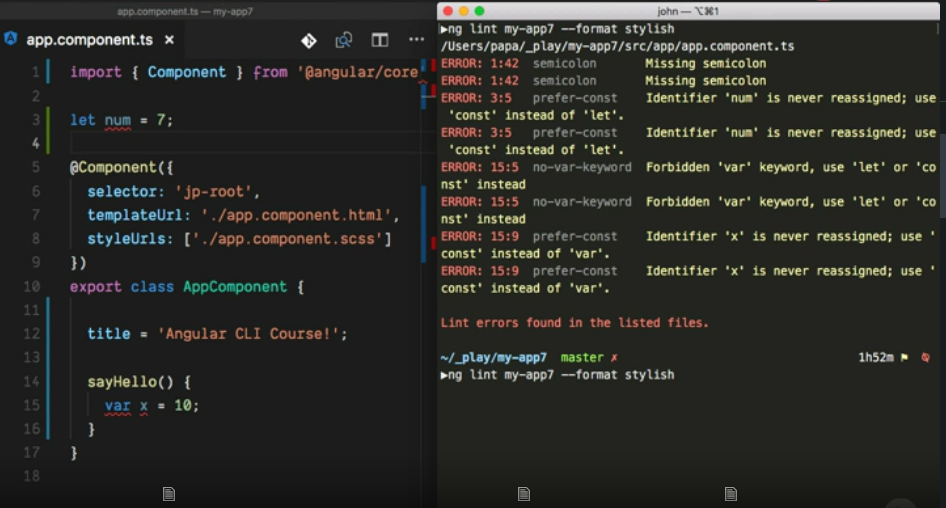 app.component.ts — my-app7
app.component.ts ×
1 import { Component } from '@angular/core
2
3 let num = 7;
4
5 @Component({
6 selector: 'jp-root',
7 templateUrl: './app.component.html',
8 styleUrls: ['./app.component.scss']
9 })
10 export class AppComponent {
11
12 title = 'Angular CLI Course!';
13
14 sayHello() {
15 var x = 10;
16 }
17 }
18
john — ⌥⌘1
▶ng lint my-app7 --format stylish
/Users/papa/_play/my-app7/src/app/app.component.ts
ERROR: 1:42 semicolon Missing semicolon
ERROR: 1:42 semicolon Missing semicolon
ERROR: 3:5 prefer-const Identifier 'num' is never reassigned; use
'const' instead of 'let'.
ERROR: 3:5 prefer-const Identifier 'num' is never reassigned; use
'const' instead of 'let'.
ERROR: 15:5 no-var-keyword Forbidden 'var' keyword, use 'let' or 'co
nst' instead
ERROR: 15:5 no-var-keyword Forbidden 'var' keyword, use 'let' or 'co
nst' instead
ERROR: 15:9 prefer-const Identifier 'x' is never reassigned; use '
const' instead of 'var'.
ERROR: 15:9 prefer-const Identifier 'x' is never reassigned; use '
const' instead of 'var'.
Lint errors found in the listed files.
~/_play/my-app7 master ✗ 1h52m
▶ng lint my-app7 --format stylish